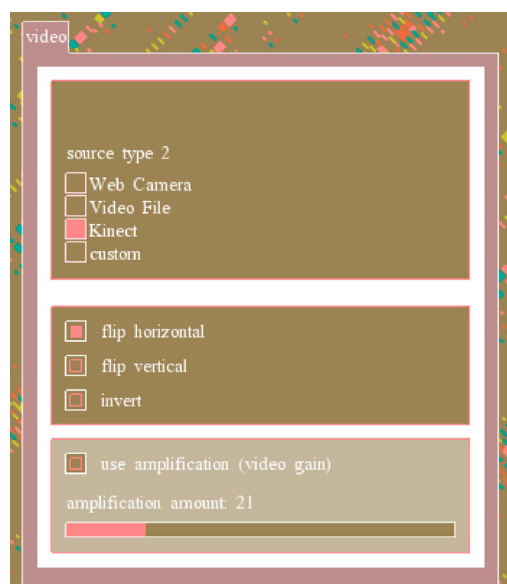 video
source type 2
Web Camera
Video File
Kinect
custom
flip horizontal
flip vertical
invert
use amplification (video gain)
amplification amount: 21